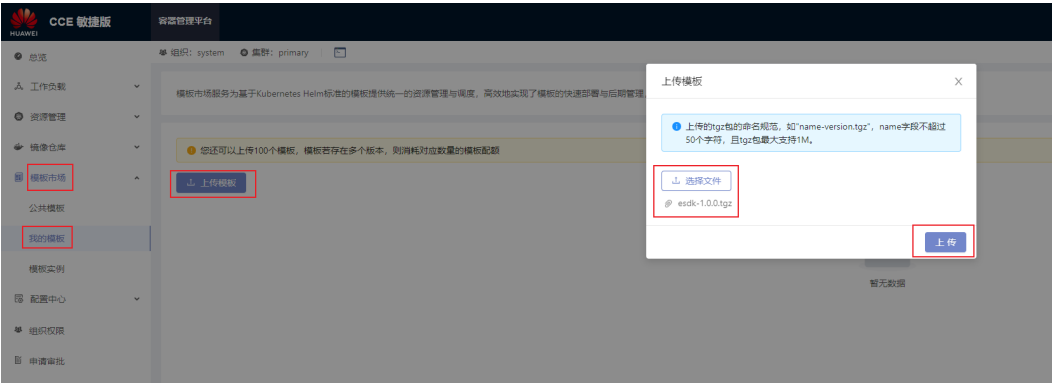 HUAWEI
CCE 敏捷版
容器管理平台
总览
组织: system
集群: primary
工作负载
资源管理
镜像仓库
模板市场
公共模板
我的模板
模板实例
配置中心
组织权限
申请审批
模板市场服务为基于Kubernetes Helm标准的模板提供统一的资源管理与调度，高效地实现了模板的快速部署与后期管理，
您还可以上传100个模板，模板若存在多个版本，则消耗对应数量的模板配额
上传模板
上传模板
上传的tgz包的命名规范，如"name-version.tgz"，name字段不超过
50个字符，且tgz包最大支持1M。
选择文件
esdk-1.0.0.tgz
上传
暂无数据